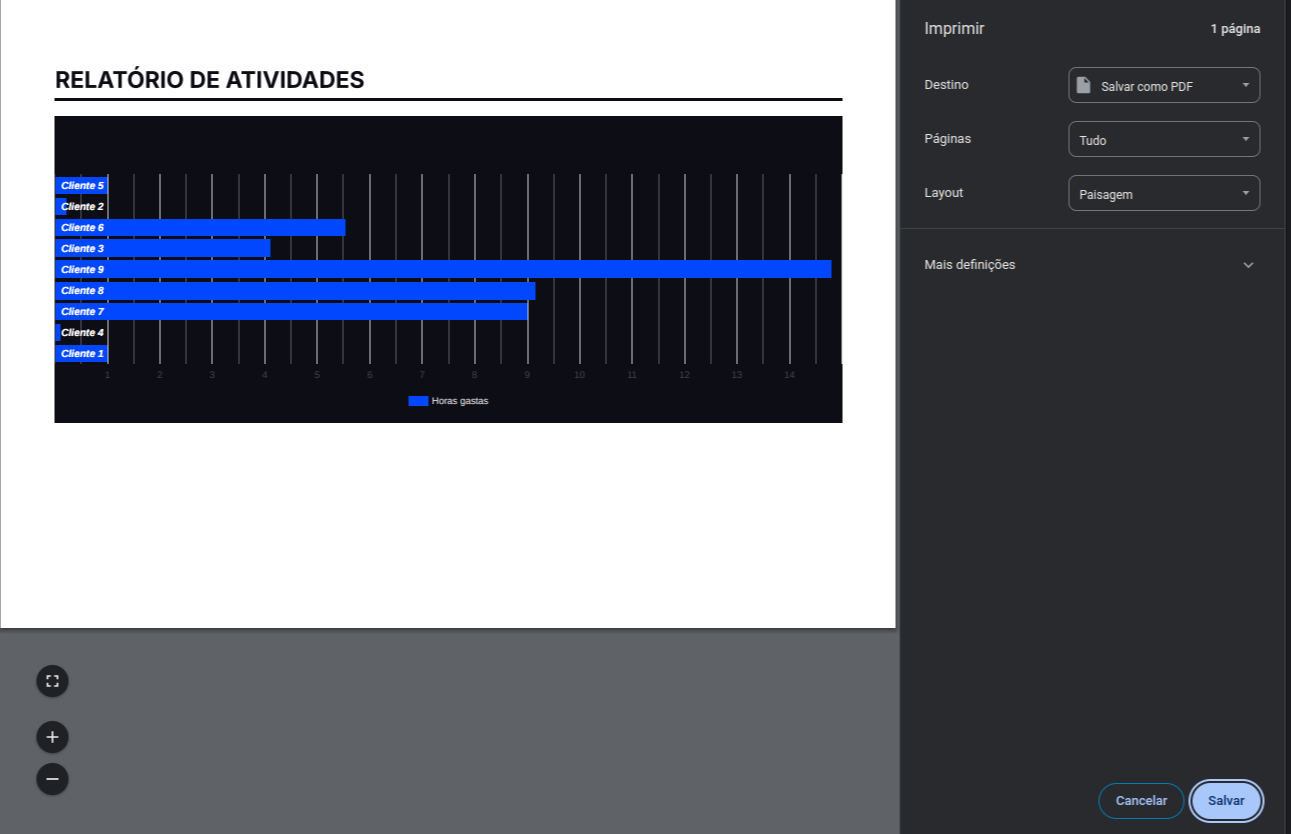 RELATÓRIO DE ATIVIDADES
Cliente 5
Cliente 2
Cliente 6
Cliente 3
Cliente 9
Cliente 8
Cliente 7
Cliente 4
Cliente 1
1 2 3 4 5 6 7 8 9 10 11 12 13 14
Horas gastas
Imprimir 1 página
Destino Salvar como PDF
Páginas Tudo
Layout Paisagem
Mais definições
Cancelar Salvar